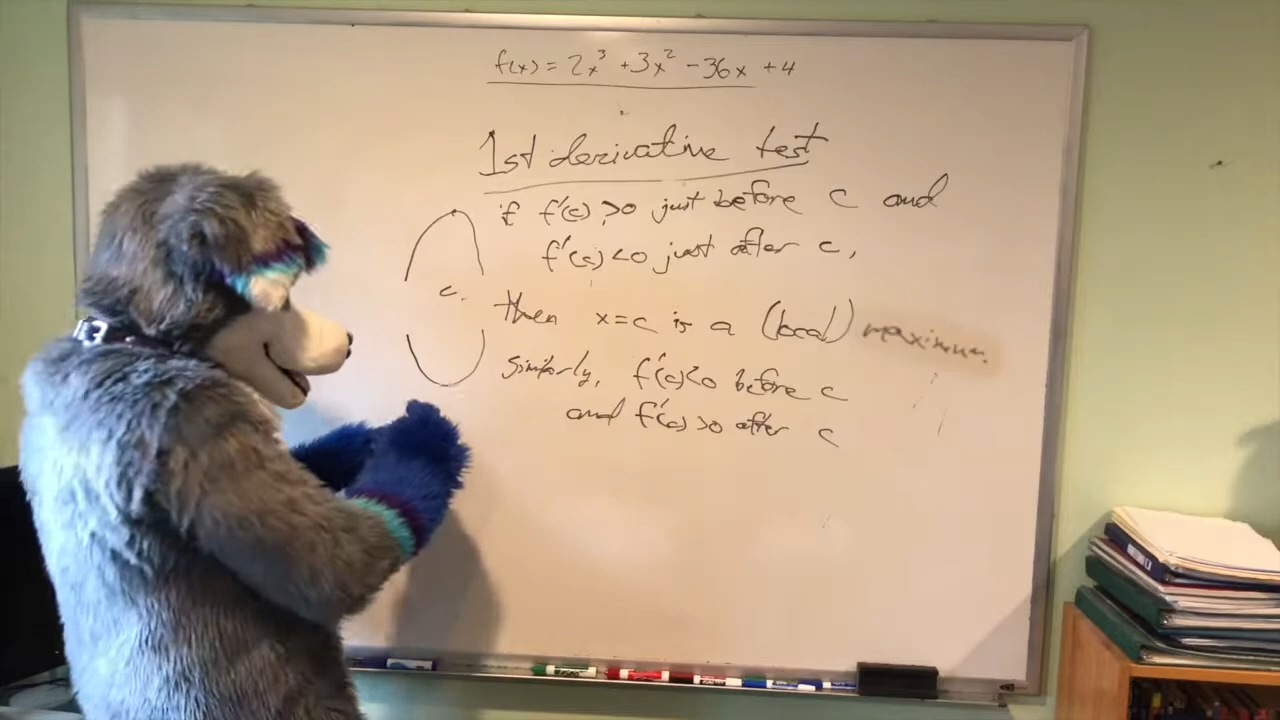 f(x) = 2x³ + 3x² - 36x + 4
1st derivative test
if f'(c) >0 just before c and
f'(c) <0 just after c,
c.
then x=c is a (local) maximum.
Similarly, f'(c)<0 before c
and f'(c) >0 after c